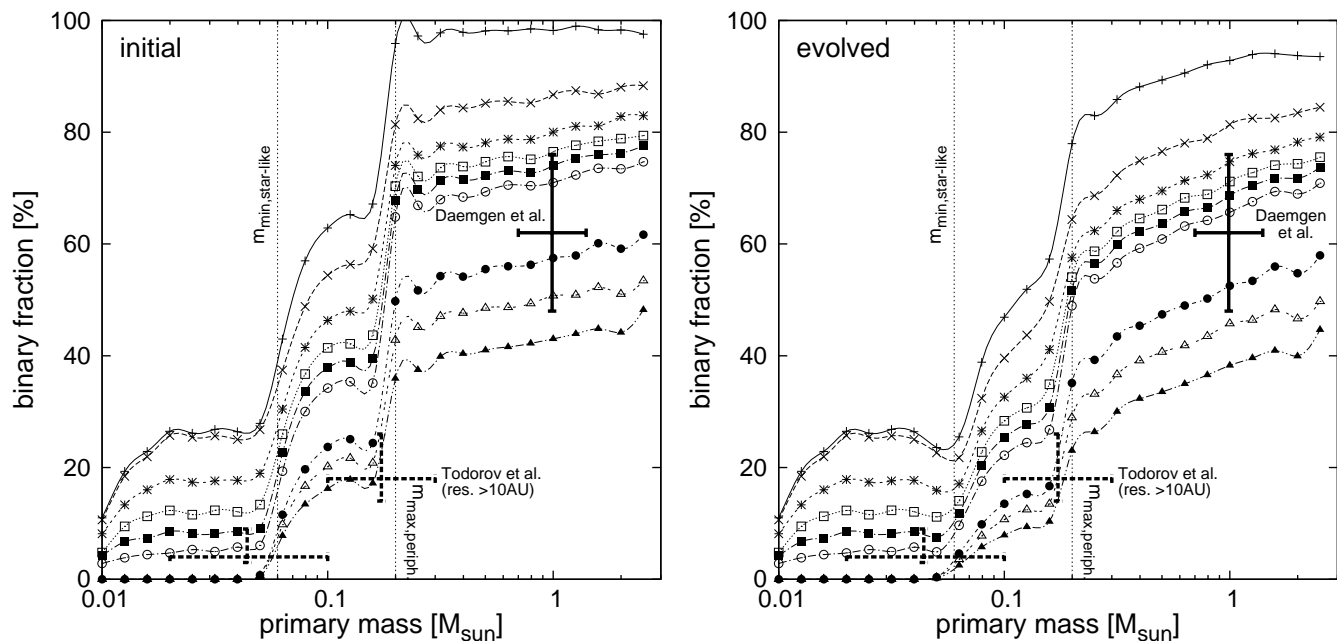 initial
binary fraction [%]
100
80
60
40
20
0
m_min,star-like
Daemgen et al.
Todorov et al.
(res. >10AU)
m_max,periph
0.01
0.1
1
primary mass [M_sun]
evolved
binary fraction [%]
100
80
60
40
20
0
m_min,star-like
Daemgen
et al.
Todorov et al.
(res. >10AU)
m_max,periph
0.01
0.1
1
primary mass [M_sun]